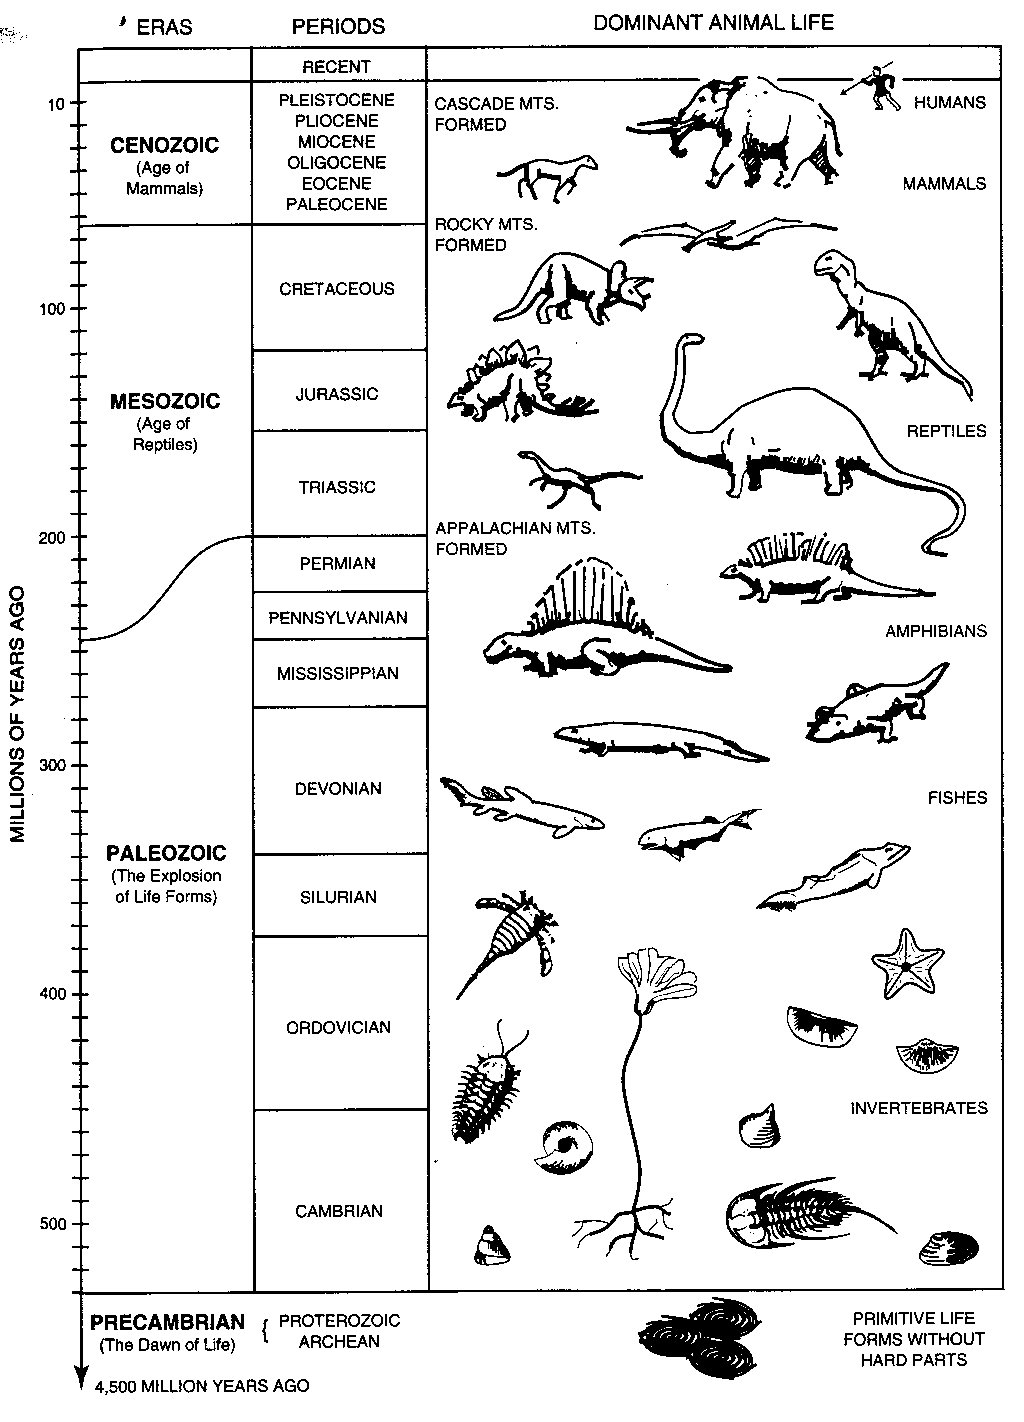 ERAS
PERIODS
DOMINANT ANIMAL LIFE
RECENT
10
CENOZOIC
(Age of
Mammals)
PLEISTOCENE
PLIOCENE
MIOCENE
OLIGOCENE
EOCENE
PALEOCENE
CASCADE MTS.
FORMED
HUMANS
MAMMALS
ROCKY MTS.
FORMED
100
CRETACEOUS
MESOZOIC
(Age of
Reptiles)
JURASSIC
REPTILES
TRIASSIC
200
APPALACHIAN MTS.
FORMED
PERMIAN
PENNSYLVANIAN
AMPHIBIANS
MISSISSIPPIAN
MILLIONS OF YEARS AGO
300
DEVONIAN
FISHES
PALEOZOIC
(The Explosion
of Life Forms)
SILURIAN
400
ORDOVICIAN
INVERTEBRATES
500
CAMBRIAN
PRECAMBRIAN
(The Dawn of Life)
{
PROTEROZOIC
ARCHEAN
PRIMITIVE LIFE
FORMS WITHOUT
HARD PARTS
4,500 MILLION YEARS AGO